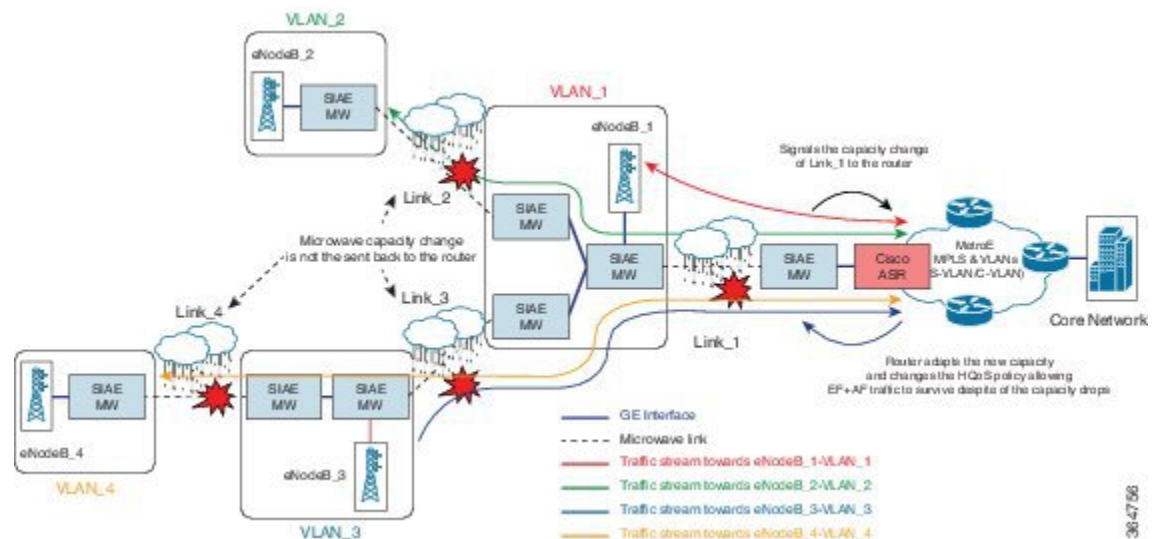 VLAN_2
eNodeB_2
SIAE
MW
VLAN_1
eNodeB_1
Signals the capacity change
of Link_1 to the router
Link_2
SIAE
MW
Microwave capacity change
is not the sent back to the router
SIAE
MW
SIAE
MW
Cisco
ASR
MetroE
MPLS & VLANs
(S-VLAN/C-VLAN)
Core Network
Link_4
Link_3
SIAE
MW
Link_1
Router adapts the new capacity
and changes the HQoS policy allowing
EF+AF traffic to survive despite of the capacity drops
SIAE
MW
SIAE
MW
SIAE
MW
eNodeB_4
VLAN_4
eNodeB_3
VLAN_3
GE Interface
Microwave link
Traffic stream towards eNodeB_1-VLAN_1
Traffic stream towards eNodeB_2-VLAN_2
Traffic stream towards eNodeB_3-VLAN_3
Traffic stream towards eNodeB_4-VLAN_4
364756